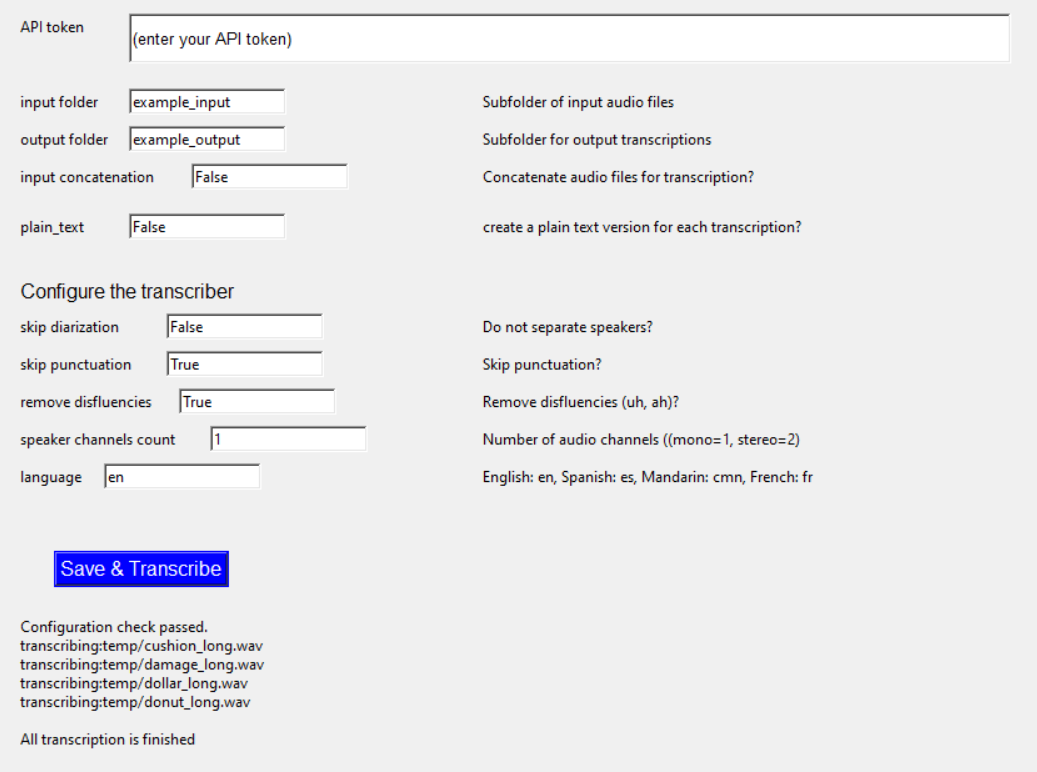 API token (enter your API token)
input folder example_input Subfolder of input audio files
output folder example_output Subfolder for output transcriptions
input concatenation False Concatenate audio files for transcription?
plain_text False create a plain text version for each transcription?
Configure the transcriber
skip diarization False Do not separate speakers?
skip punctuation True Skip punctuation?
remove disfluencies True Remove disfluencies (uh, ah)?
speaker channels count 1 Number of audio channels ((mono=1, stereo=2)
language en English: en, Spanish: es, Mandarin: cmn, French: fr
Save & Transcribe
Configuration check passed.
transcribing:temp/cushion_long.wav
transcribing:temp/damage_long.wav
transcribing:temp/dollar_long.wav
transcribing:temp/donut_long.wav
All transcription is finished